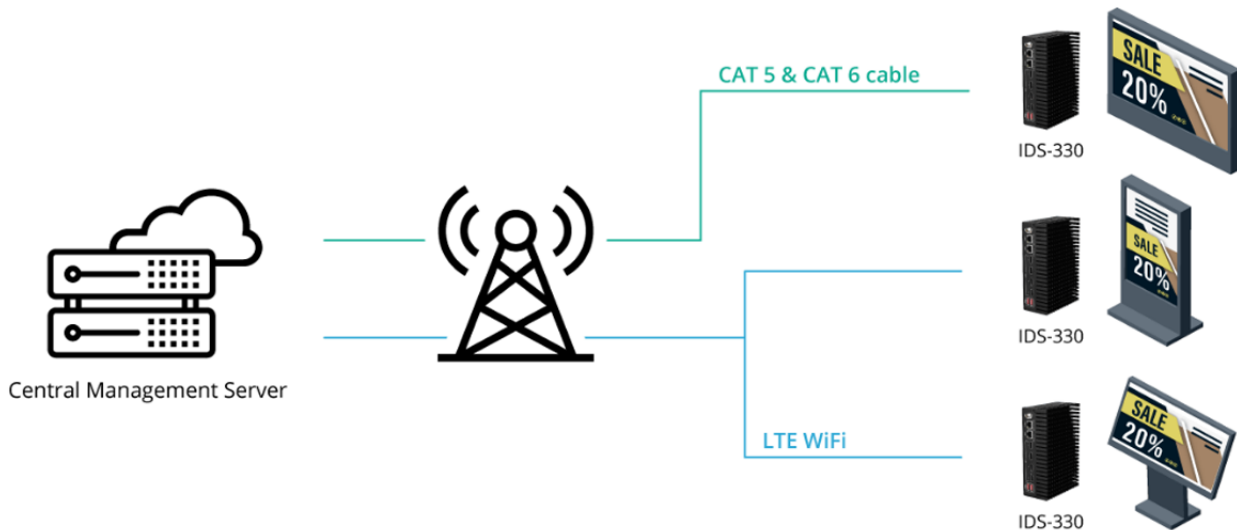 CAT 5 & CAT 6 cable
SALE
20%
IDS-330
Central Management Server
SALE
20%
IDS-330
LTE WiFi
SALE
20%
IDS-330